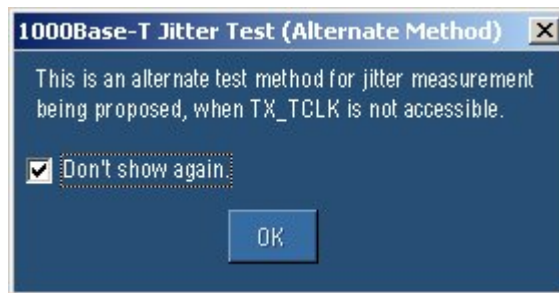 1000Base-T Jitter Test (Alternate Method)
This is an alternate test method for jitter measurement
being proposed, when TX_TCLK is not accessible.
Don't show again.
OK